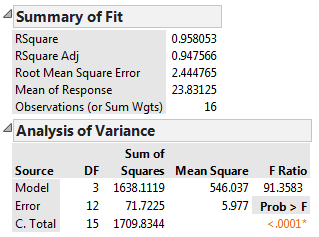 Summary of Fit
RSquare 0.958053
RSquare Adj 0.947566
Root Mean Square Error 2.444765
Mean of Response 23.83125
Observations (or Sum Wgts) 16
Analysis of Variance
Sum of
Source DF Squares Mean Square F Ratio
Model 3 1638.1119 546.037 91.3583
Error 12 71.7225 5.977 Prob > F
C. Total 15 1709.8344 <.0001*